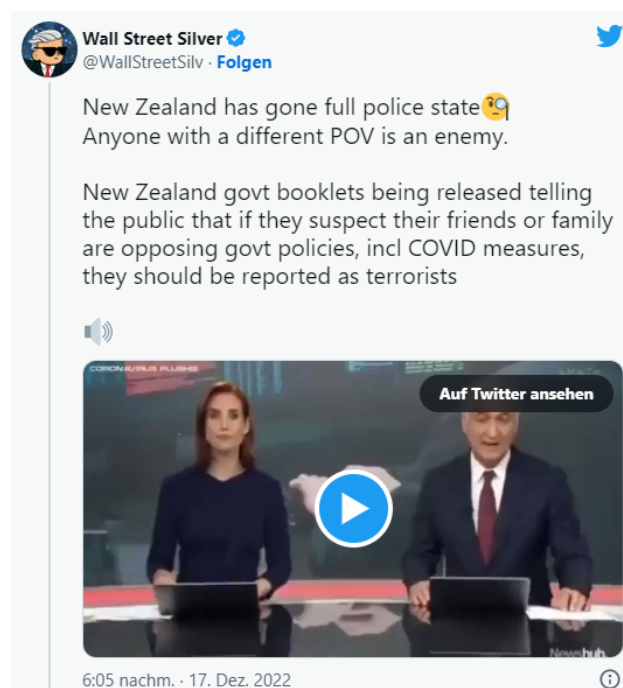 Wall Street Silver
@WallStreetSilv · Folgen
New Zealand has gone full police state🧐
Anyone with a different POV is an enemy.
New Zealand govt booklets being released telling
the public that if they suspect their friends or family
are opposing govt policies, incl COVID measures,
they should be reported as terrorists
🔊
CORONAVIRUS PLUSHIE
Auf Twitter ansehen
Newshub.
6:05 nachm. · 17. Dez. 2022